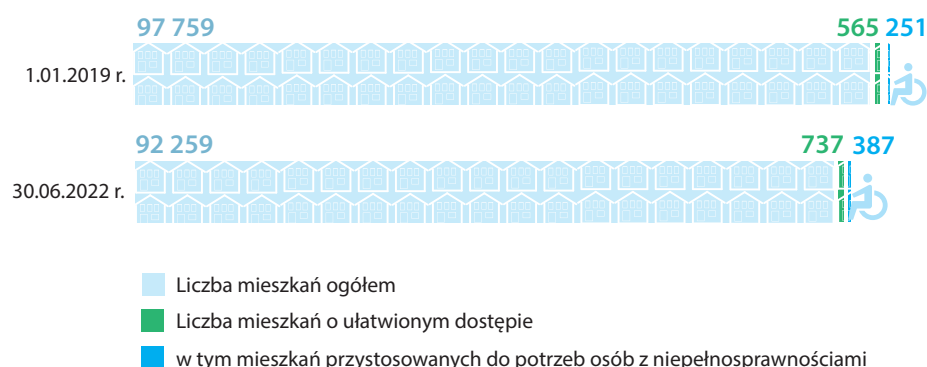 97 759 565 251
1.01.2019 r.
92 259 737 387
30.06.2022 r.
Liczba mieszkań ogółem
Liczba mieszkań o ułatwionym dostępie
w tym mieszkań przystosowanych do potrzeb osób z niepełnosprawnościami